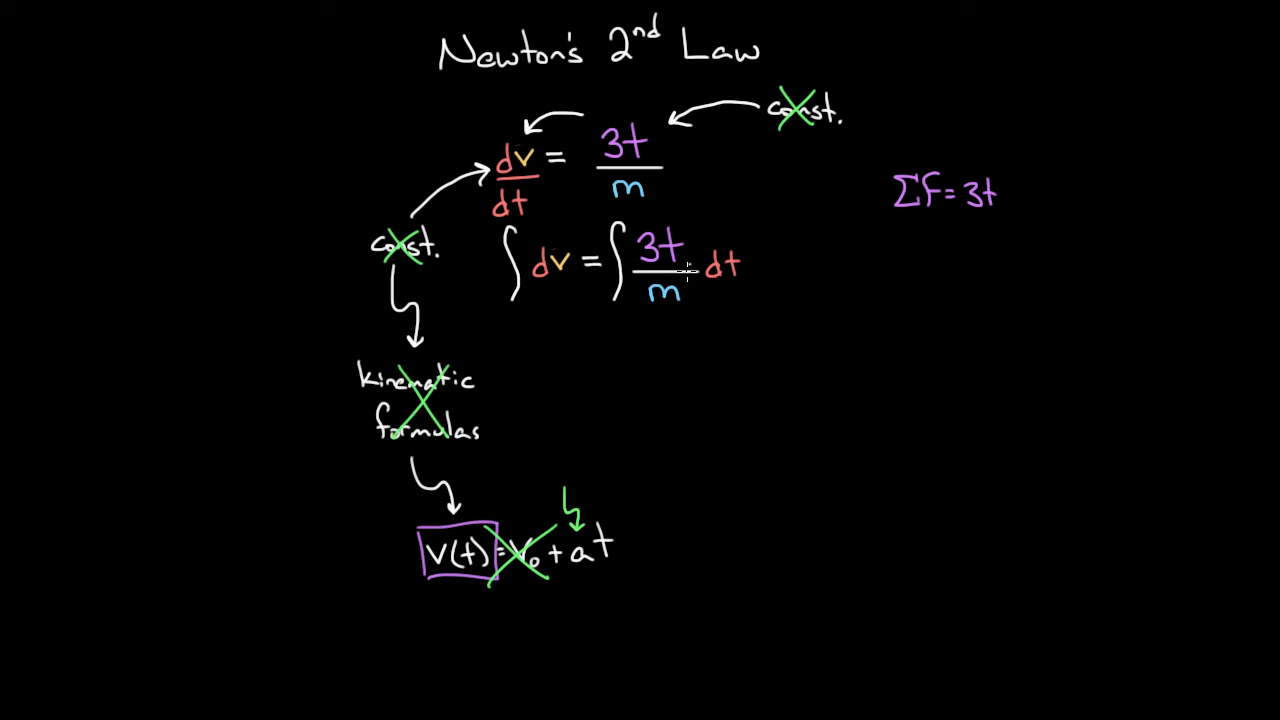 Newton's 2nd Law
const.
dv/dt = 3t/m
ΣF = 3t
const.
∫ dv = ∫ 3t/m dt
kinematic
formulas
v(t) = v₀ + at